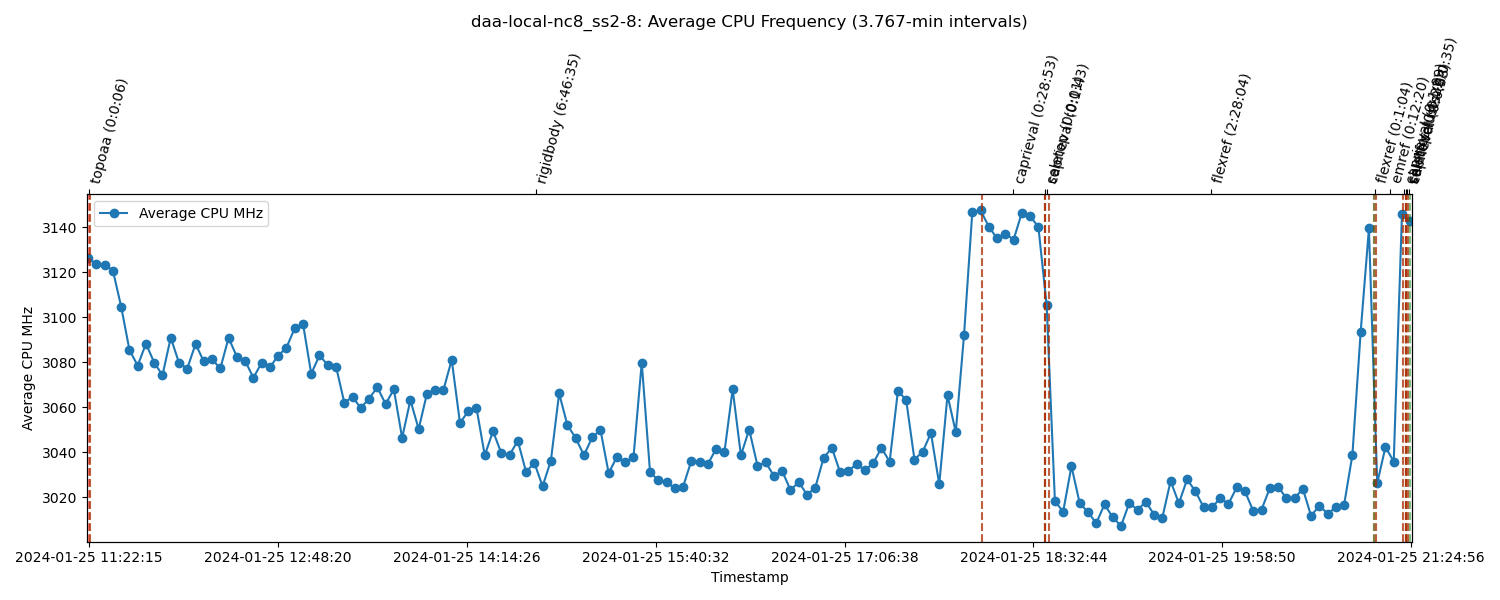 daa-local-nc8_ss2-8: Average CPU Frequency (3.767-min intervals)
topoaa (0:0:06)
rigidbody (6:46:35)
caprieval (0:28:53)
flexref (2:28:04)
flexref (0:1:04)
emref (0:12:20)
Average CPU MHz
3140
3120
3100
3080
3060
3040
3020
Average CPU MHz
2024-01-25 11:22:15
2024-01-25 12:48:20
2024-01-25 14:14:26
2024-01-25 15:40:32
2024-01-25 17:06:38
2024-01-25 18:32:44
2024-01-25 19:58:50
2024-01-25 21:24:56
Timestamp